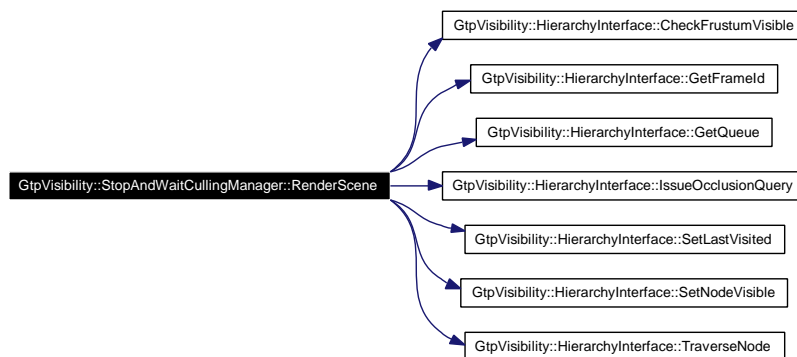 GtpVisibility::HierarchyInterface::CheckFrustumVisible
GtpVisibility::HierarchyInterface::GetFrameId
GtpVisibility::HierarchyInterface::GetQueue
GtpVisibility::StopAndWaitCullingManager::RenderScene
GtpVisibility::HierarchyInterface::IssueOcclusionQuery
GtpVisibility::HierarchyInterface::SetLastVisited
GtpVisibility::HierarchyInterface::SetNodeVisible
GtpVisibility::HierarchyInterface::TraverseNode